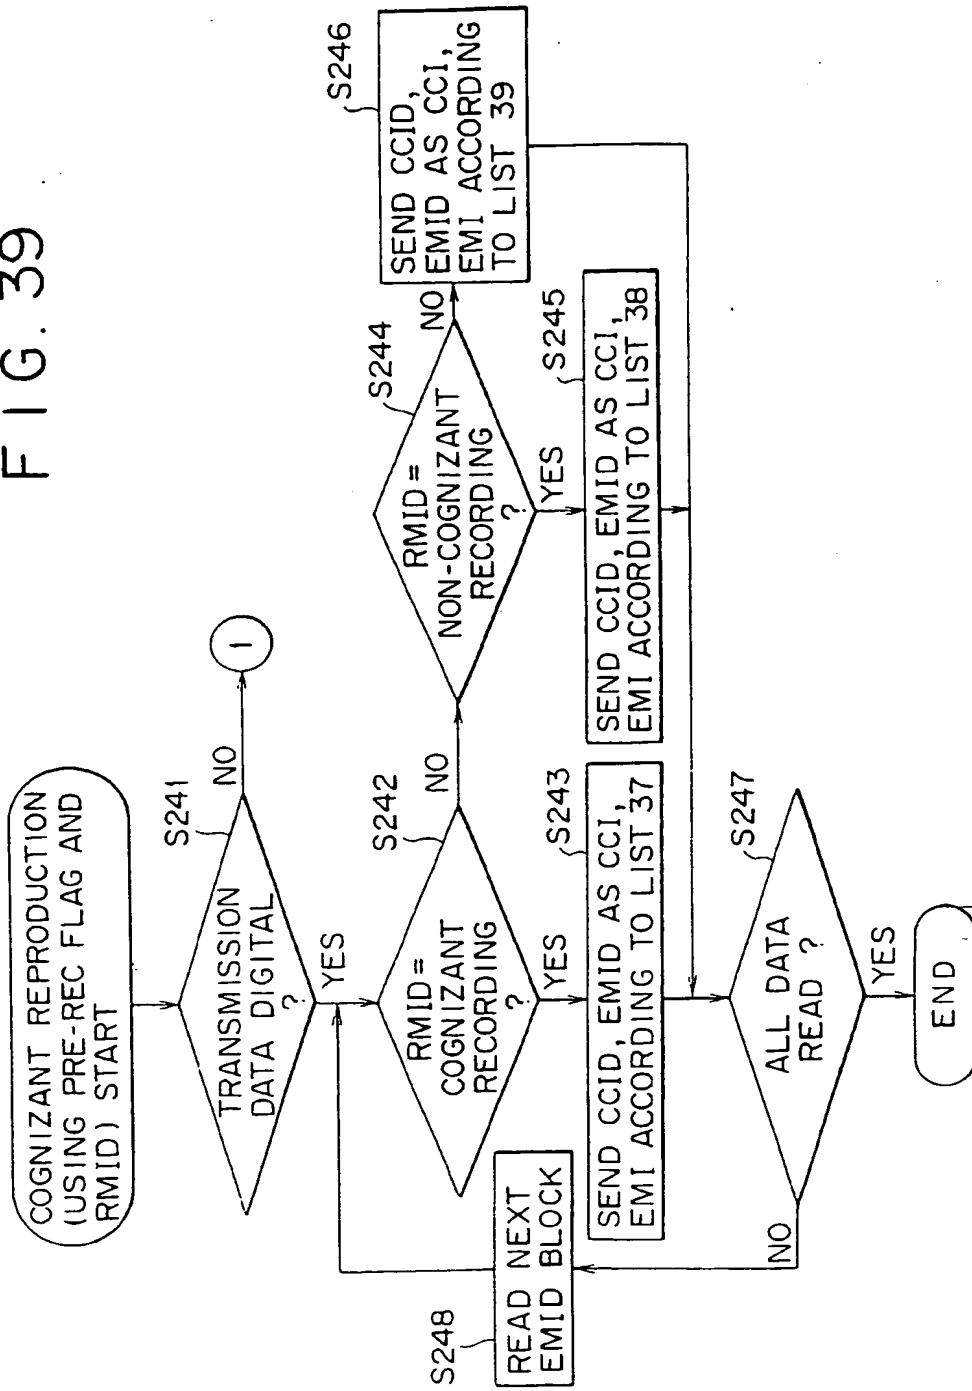 FIG. 39
COGNIZANT REPRODUCTION
(USING PRE-REC FLAG AND
RMID) START
S241
TRANSMISSION
DATA DIGITAL
?
NO
1
YES
S242
RMID=
COGNIZANT
RECORDING
?
NO
YES
S244
RMID=
NON-COGNIZANT
RECORDING
?
NO
YES
S246
SEND CCID,
EMID AS CCI,
EMI ACCORDING
TO LIST 39
S243
SEND CCID, EMID AS CCI,
EMI ACCORDING TO LIST 37
S245
SEND CCID, EMID AS CCI,
EMI ACCORDING TO LIST 38
S247
ALL DATA
READ ?
NO
YES
S248
READ NEXT
EMID BLOCK
END